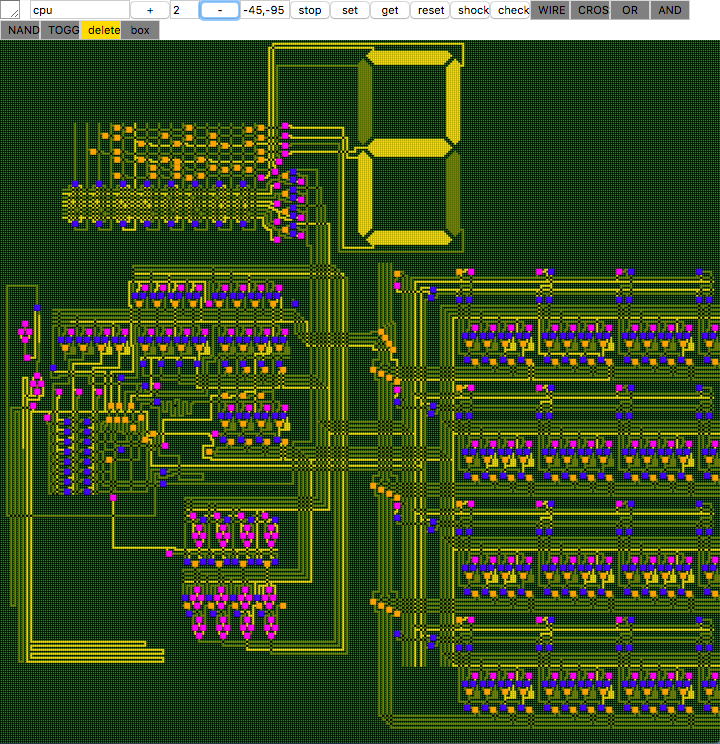 cpu + 2 - -45,-95 stop set get reset shock check WIRE CROS OR AND
NAND TOGG delete box